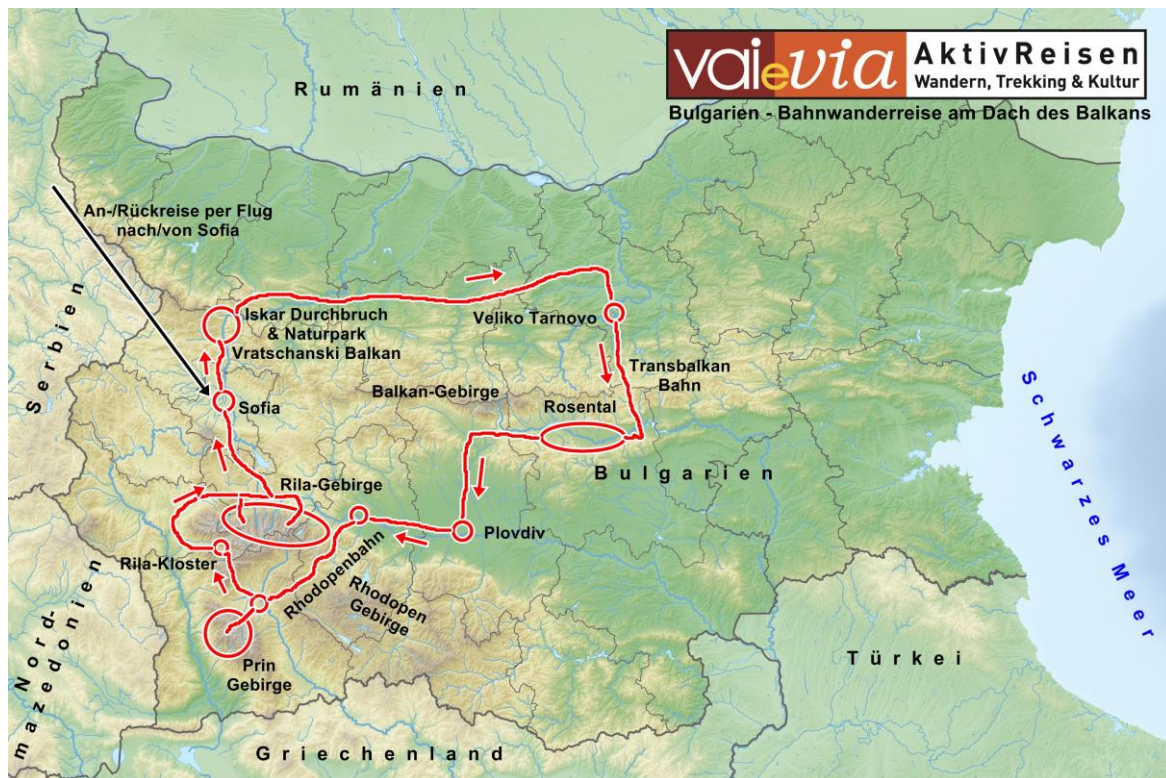 vaievia AktivReisen
Wandern, Trekking & Kultur
Bulgarien - Bahnwanderreise am Dach des Balkans
Rumänien
An-/Rückreise per Flug
nach/von Sofia
Serbien
Iskar Durchbruch
& Naturpark
Vratschanski Balkan
Veliko Tarnovo
Transbalkan
Bahn
Balkan-Gebirge
Rosental
Sofia
Bulgarien
Schwarzes Meer
Rila-Gebirge
Plovdiv
Rila-Kloster
Rhodopenbahn
Rhodopen
Gebirge
Nord-
mazedonien
Prin
Gebirge
Türkei
Griechenland